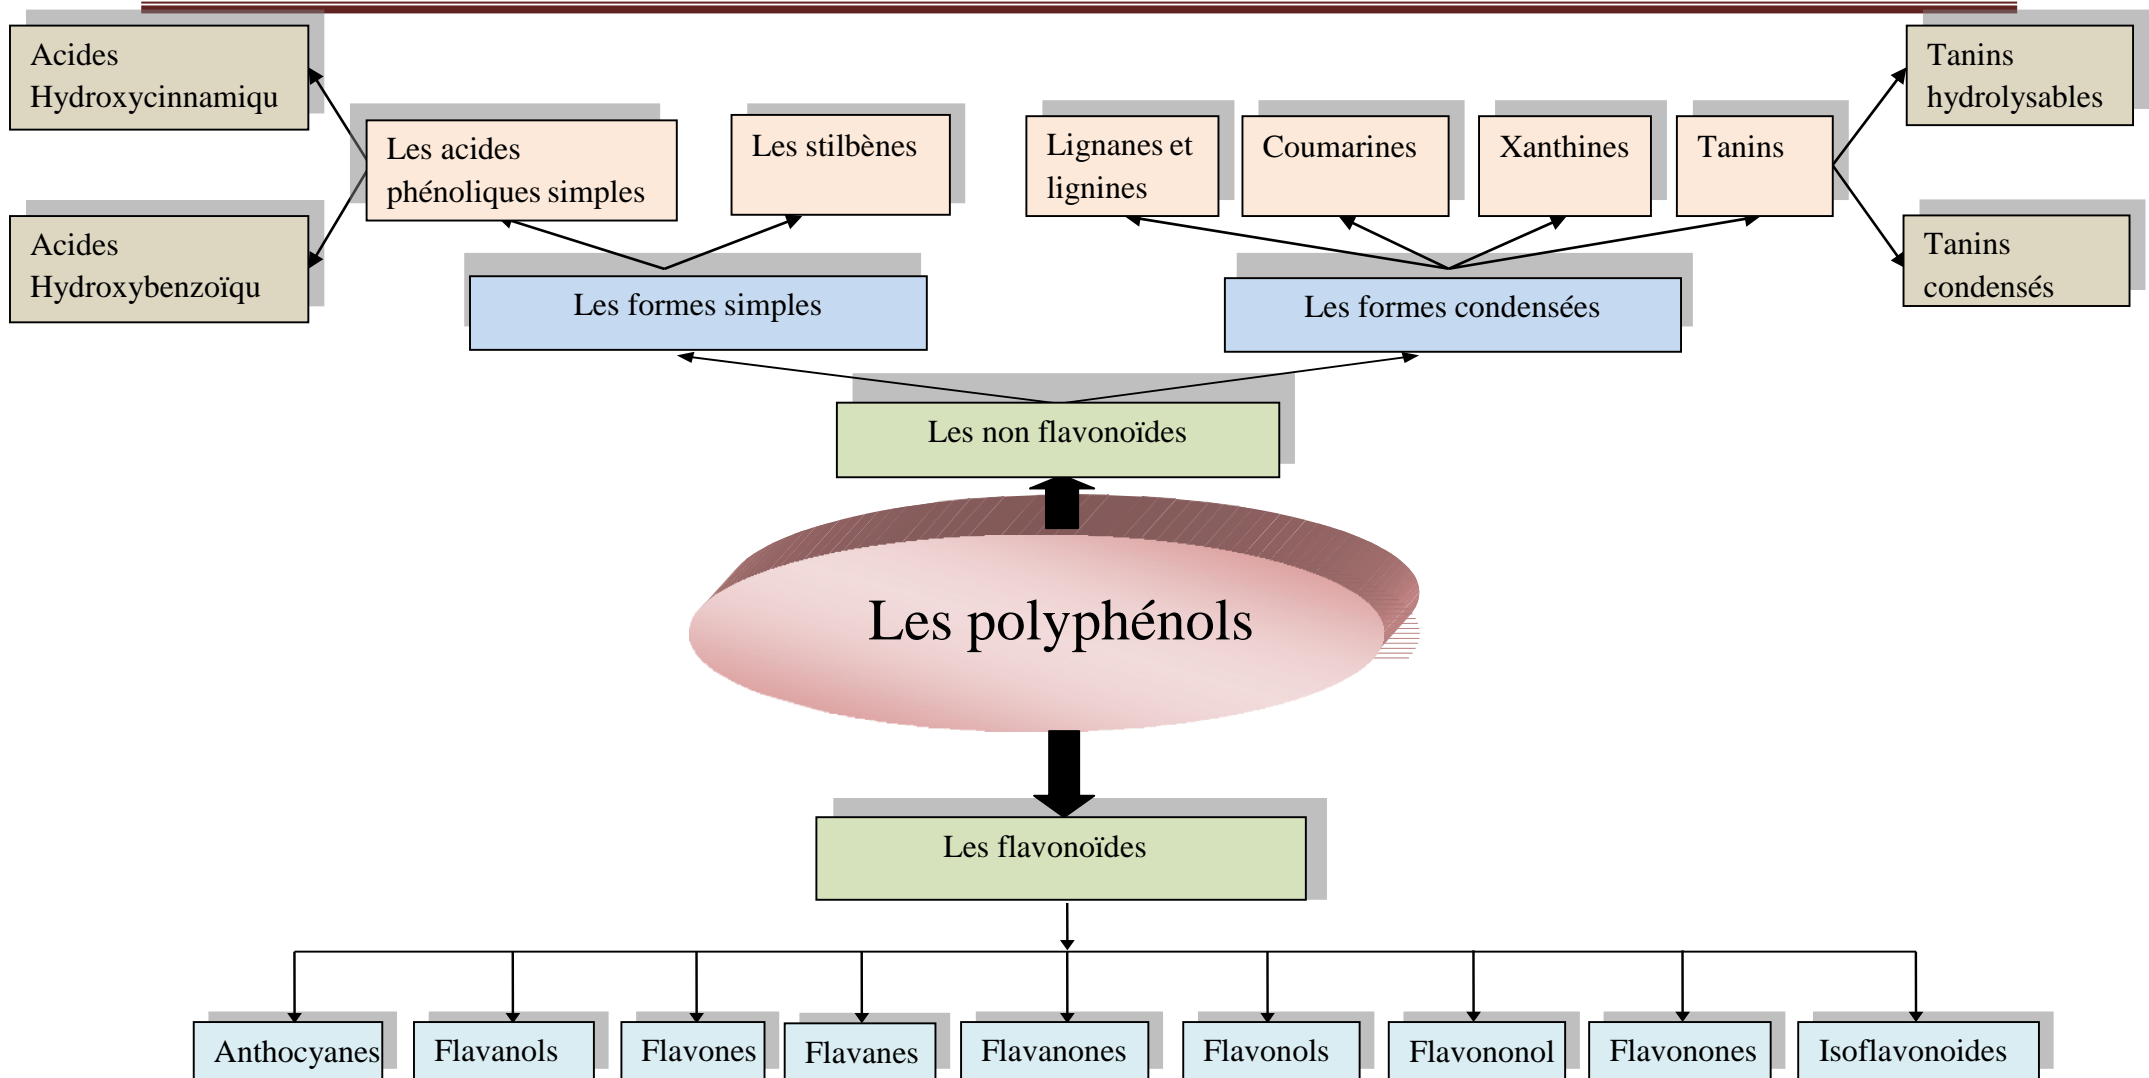 Acides
Hydroxycinnamiqu
Tanins
hydrolysables
Les acides
phénoliques simples
Les stilbènes
Lignanes et
lignines
Coumarines
Xanthines
Tanins
Acides
Hydroxybenzoïqu
Tanins
condensés
Les formes simples
Les formes condensées
Les non flavonoïdes
Les polyphénols
Les flavonoïdes
Anthocyanes
Flavanols
Flavones
Flavanes
Flavanones
Flavonols
Flavononol
Flavonones
Isoflavonoides